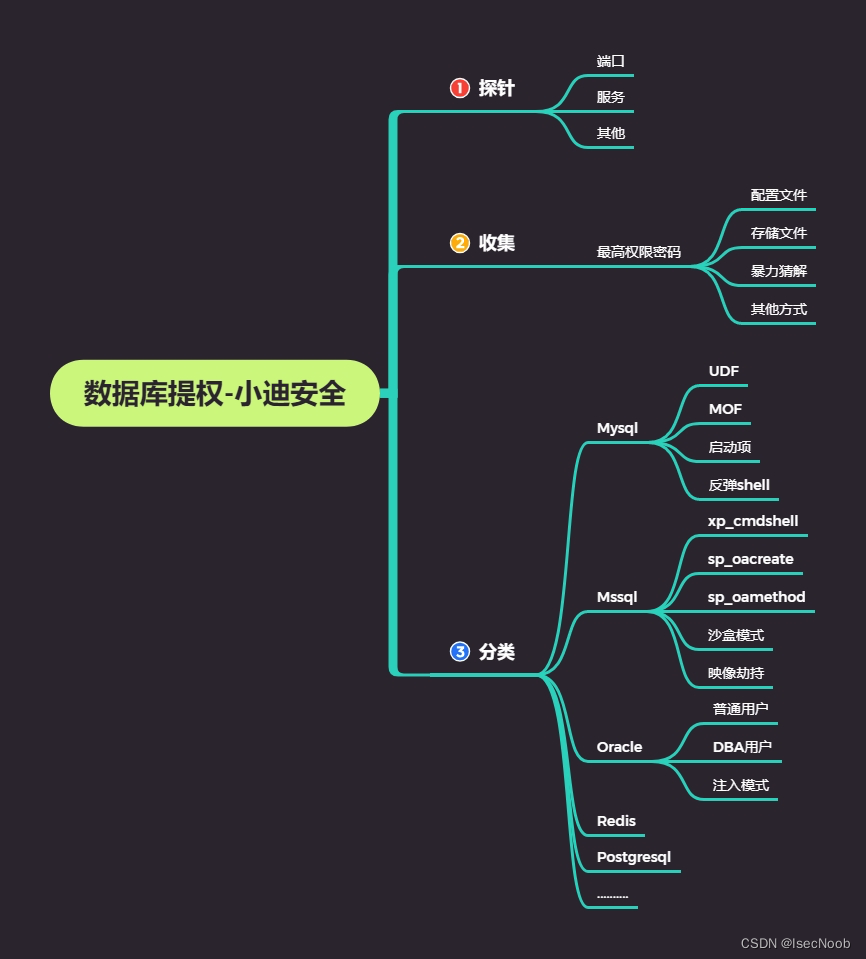 数据库提权-小迪安全
1 探针
端口
服务
其他
2 收集
最高权限密码
配置文件
存储文件
暴力猜解
其他方式
3 分类
Mysql
UDF
MOF
启动项
反弹shell
Mssql
xp_cmdshell
sp_oacreate
sp_oamethod
沙盒模式
映像劫持
Oracle
普通用户
DBA用户
注入模式
Redis
Postgresql
..........
CSDN @IsecNoob